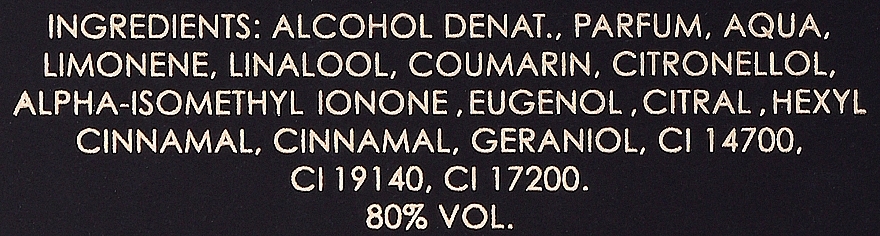 INGREDIENTS: ALCOHOL DENAT., PARFUM, AQUA,
LIMONENE, LINALOOL, COUMARIN, CITRONELLOL,
ALPHA-ISOMETHYL IONONE ,EUGENOL ,CITRAL ,HEXYL
CINNAMAL, CINNAMAL, GERANIOL, CI 14700,
CI 19140, CI 17200.
80% VOL.